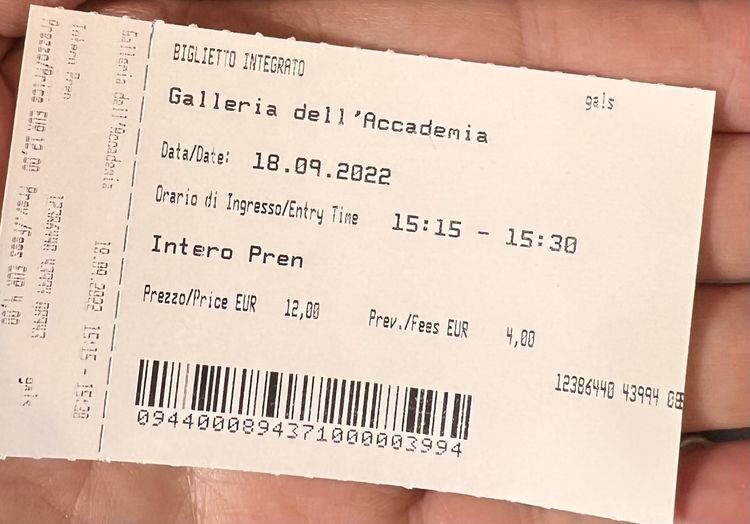 BIGLIETTO INTEGRATO
gals
Galleria dell'Accademia
Data/Date: 18.09.2022
Orario di Ingresso/Entry Time 15:15 - 15:30
Intero Pren
Prezzo/Price EUR 12,00 Prev./Fees EUR 4,00
12386440 43994
0944000894371000003994
Galleria dell'Accademia 18.09.2022 15:15 - 15:30
Intero Pren
Prezzo/Price EUR 12,00 Prev./Fees EUR 4,00
gals